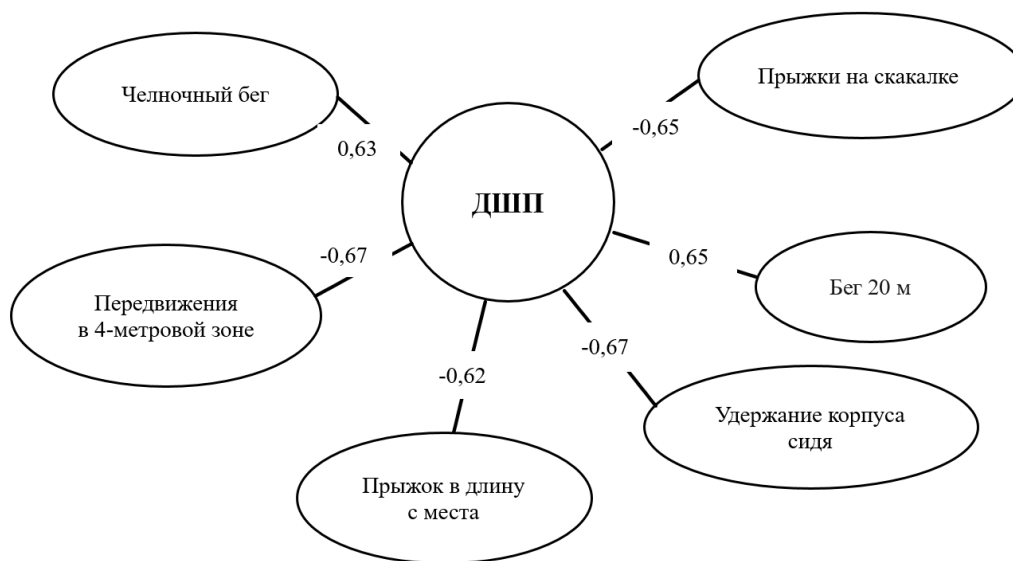 Прыжки на скакалке
Челночный бег
-0,65
0,63
ДШП
-0,67
0,65
Бег 20 м
Передвижения
в 4-метровой зоне
-0,67
-0,62
Удержание корпуса
сидя
Прыжок в длину
с места